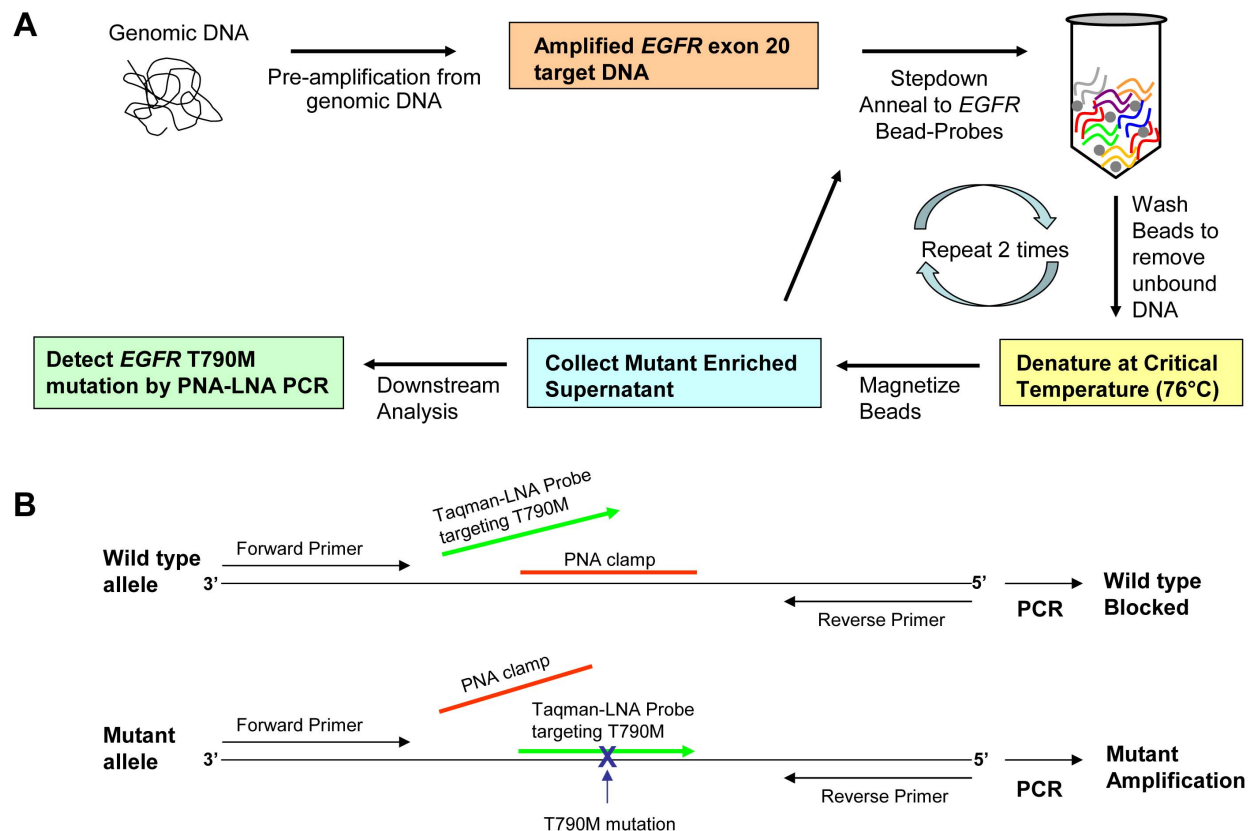 A
Genomic DNA
Pre-amplification from
genomic DNA
Amplified EGFR exon 20
target DNA
Stepdown
Anneal to EGFR
Bead-Probes
Wash
Beads to
remove
unbound
DNA
Repeat 2 times
Denature at Critical
Temperature (76°C)
Magnetize
Beads
Collect Mutant Enriched
Supernatant
Downstream
Analysis
Detect EGFR T790M
mutation by PNA-LNA PCR
B
Wild type
allele
3’
Forward Primer
Taqman-LNA Probe
targeting T790M
PNA clamp
5’
Reverse Primer
PCR
Wild type
Blocked
Mutant
allele
3’
Forward Primer
PNA clamp
Taqman-LNA Probe
targeting T790M
X
T790M mutation
5’
Reverse Primer
PCR
Mutant
Amplification